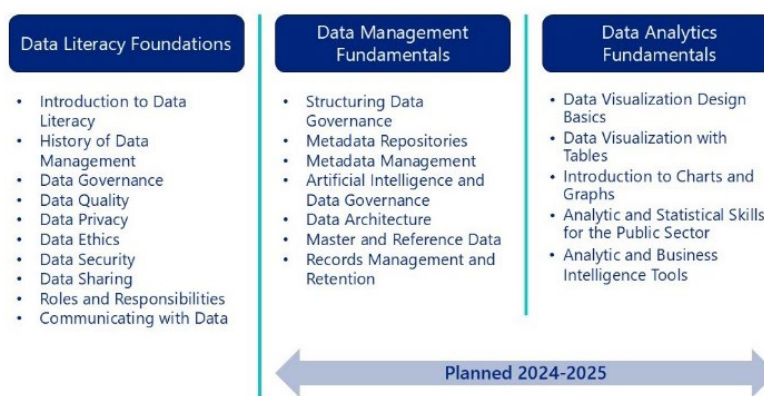 Data Literacy Foundations
• Introduction to Data
Literacy
• History of Data
Management
• Data Governance
• Data Quality
• Data Privacy
• Data Ethics
• Data Security
• Data Sharing
• Roles and Responsibilities
• Communicating with Data
Data Management
Fundamentals
• Structuring Data
Governance
• Metadata Repositories
• Metadata Management
• Artificial Intelligence and
Data Governance
• Data Architecture
• Master and Reference Data
• Records Management and
Retention
Data Analytics
Fundamentals
• Data Visualization Design
Basics
• Data Visualization with
Tables
• Introduction to Charts and
Graphs
• Analytic and Statistical Skills
for the Public Sector
• Analytic and Business
Intelligence Tools
Planned 2024-2025